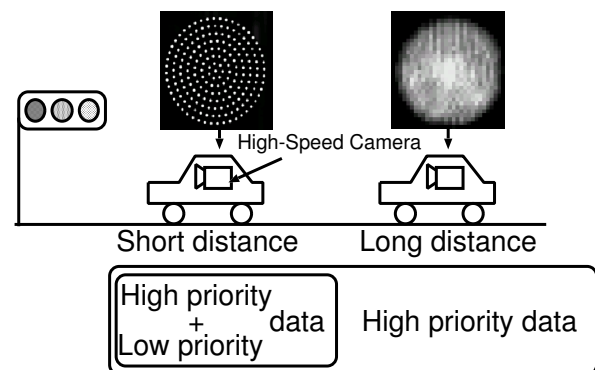 High-Speed Camera
Short distance
Long distance
High priority
+
Low priority
data
High priority data